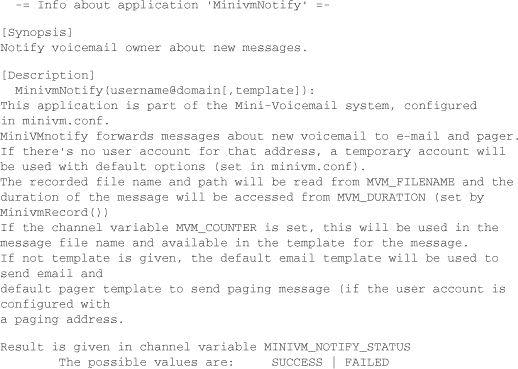 -= Info about application 'MinivmNotify' =-
[Synopsis]
Notify voicemail owner about new messages.
[Description]
MinivmNotify(username@domain[,template]):
This application is part of the Mini-Voicemail system, configured
in minivm.conf.
MiniVMnotify forwards messages about new voicemail to e-mail and pager.
If there's no user account for that address, a temporary account will
be used with default options (set in minivm.conf).
The recorded file name and path will be read from MVM_FILENAME and the
duration of the message will be accessed from MVM_DURATION (set by
MinivmRecord())
If the channel variable MVM_COUNTER is set, this will be used in the
message file name and available in the template for the message.
If not template is given, the default email template will be used to
send email and
default pager template to send paging message (if the user account is
configured with
a paging address.
Result is given in channel variable MINIVM_NOTIFY_STATUS
The possible values are: SUCCESS | FAILED